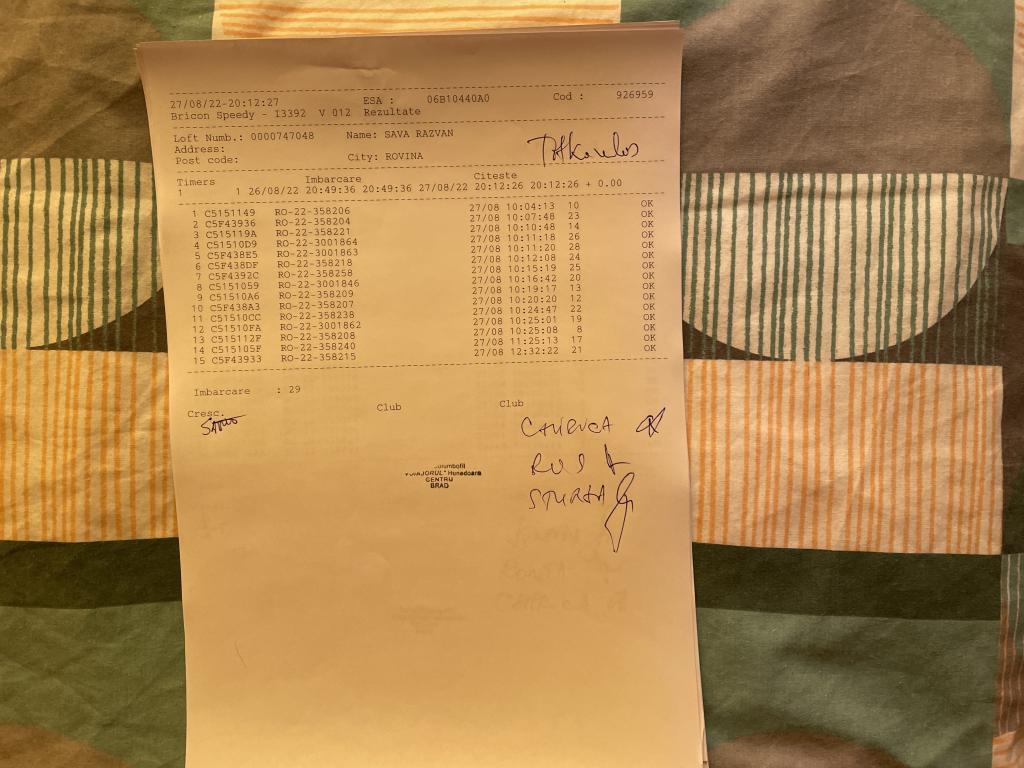 27/08/22-20:12:27 ESA : 06B10440A0 Cod : 926959
Bricon Speedy - I3392 V 012 Rezultate
Loft Numb.: 0000747048 Name: SAVA RAZVAN
Address:
Post code: City: ROVINA
Timers Imbarcare Citeste
1
1 26/08/22 20:49:36 20:49:36 27/08/22 20:12:26 20:12:26 + 0.00
1 C5151149 RO-22-358206 27/08 10:04:13 10 OK
2 C5F43936 RO-22-358204 27/08 10:07:48 23 OK
3 C515119A RO-22-358221 27/08 10:10:48 14 OK
4 C51510D9 RO-22-3001864 27/08 10:11:18 26 OK
5 C5F438E5 RO-22-3001863 27/08 10:11:20 28 OK
6 C5F438DF RO-22-358218 27/08 10:12:08 24 OK
7 C5F4392C RO-22-358258 27/08 10:15:19 25 OK
8 C5151059 RO-22-3001846 27/08 10:16:42 20 OK
9 C51510A6 RO-22-358209 27/08 10:19:17 13 OK
10 C5F438A3 RO-22-358207 27/08 10:20:20 12 OK
11 C51510CC RO-22-358238 27/08 10:24:47 22 OK
12 C51510FA RO-22-3001862 27/08 10:25:01 19 OK
13 C515112F RO-22-358208 27/08 10:25:08 8 OK
14 C515105F RO-22-358240 27/08 11:25:13 17 OK
15 C5F43933 RO-22-358215 27/08 12:32:22 21 OK
Imbarcare : 29
Cresc. Club Club
RUS
Hunedoara
CENTRU
BRAD